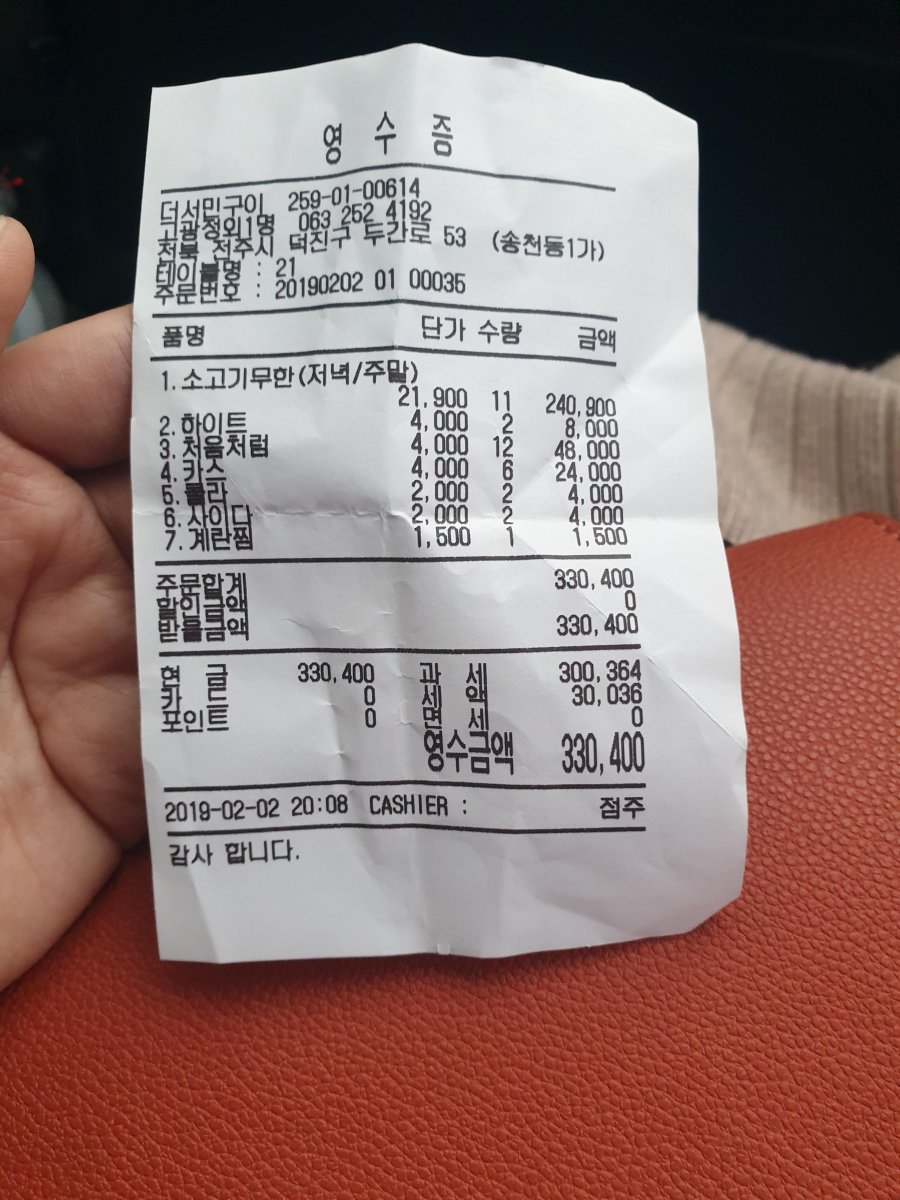 영 수 증
더서민구이 259-01-00614
고광정외1명 063 252 4192
전북 전주시 덕진구 두간로 53 (송천동1가)
테이블명 : 21
주문번호 : 20190202 01 00035
품명 단가 수량 금액
1. 소고기무한(저녁/주말)
21,900 11 240,900
2. 하이트 4,000 2 8,000
3. 처음처럼 4,000 12 48,000
4. 카스 4,000 6 24,000
5. 콜라 2,000 2 4,000
6. 사이다 2,000 2 4,000
7. 계란찜 1,500 1 1,500
주문합계 330,400
할인금액 0
받을금액 330,400
현 금 330,400 과 세 300,364
카 드 0 세 액 30,036
포인트 0 면 세 0
영수금액 330,400
2019-02-02 20:08 CASHIER : 점주
감사 합니다.